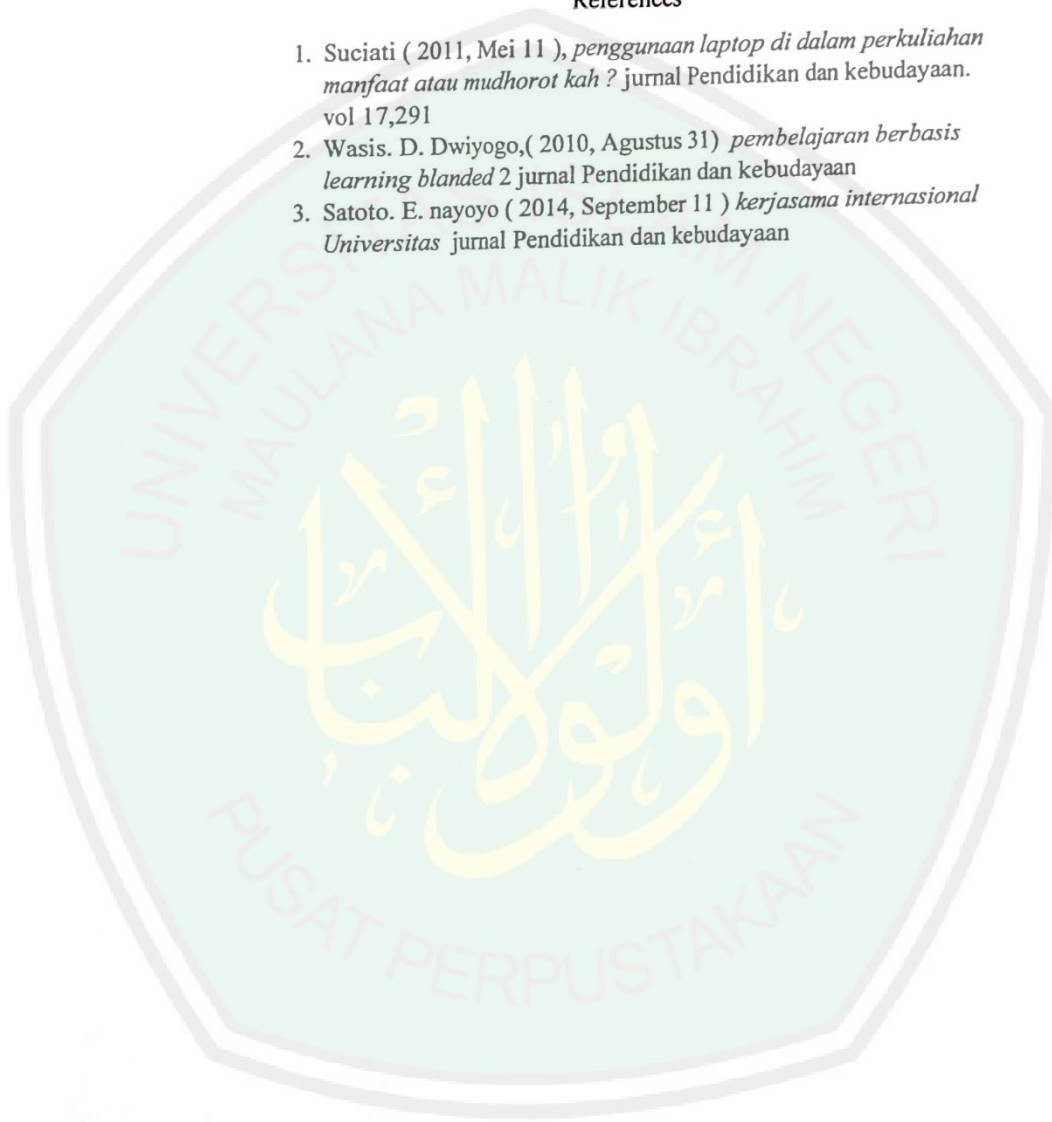 References
1. Suciati ( 2011, Mei 11 ), penggunaan laptop di dalam perkuliahan
manfaat atau mudhorot kah ? jurnal Pendidikan dan kebudayaan.
vol 17,291
2. Wasis. D. Dwiyogo,( 2010, Agustus 31) pembelajaran berbasis
learning blanded 2 jurnal Pendidikan dan kebudayaan
3. Satoto. E. nayoyo ( 2014, September 11 ) kerjasama internasional
Universitas jurnal Pendidikan dan kebudayaan
UNIVERSITAS ISLAM NEGERI
MAULANA MALIK IBRAHIM
أولوا الألباب
PUSAT PERPUSTAKAAN